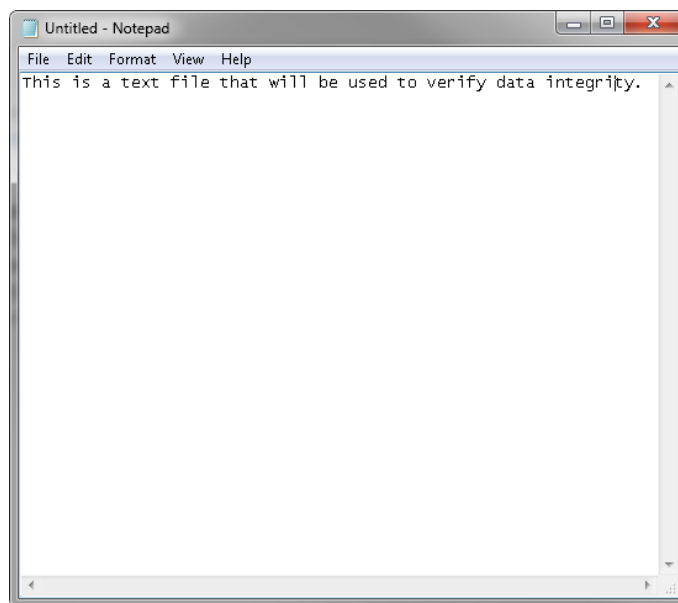 Untitled - Notepad
File Edit Format View Help
This is a text file that will be used to verify data integrity.